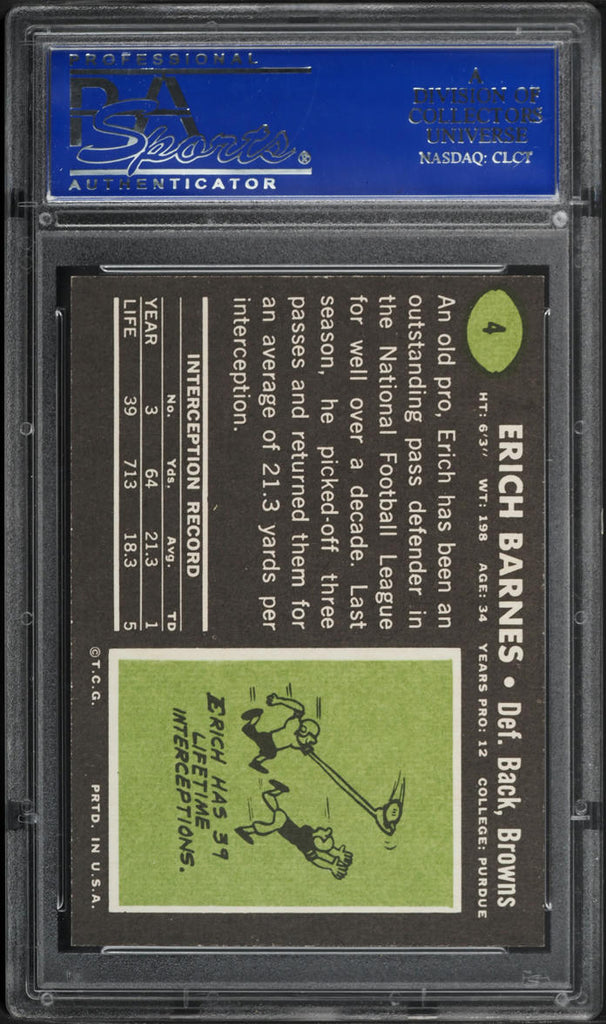 PROFESSIONAL
PSA
Sports®
AUTHENTICATOR
A
DIVISION OF
COLLECTORS
UNIVERSE
NASDAQ: CLCT
4
ERICH BARNES • Def. Back, Browns
HT: 6'3" WT: 198 AGE: 34 YEARS PRO: 12 COLLEGE: PURDUE
An old pro, Erich has been an
outstanding pass defender in
the National Football League
for well over a decade. Last
season, he picked-off three
passes and returned them for
an average of 21.3 yards per
interception.
INTERCEPTION RECORD
No. Yds. Avg. TD
YEAR 3 64 21.3 1
LIFE 39 713 18.3 5
ERICH HAS 39
LIFETIME
INTERCEPTIONS.
©T.C.G. PRTD. IN U.S.A.